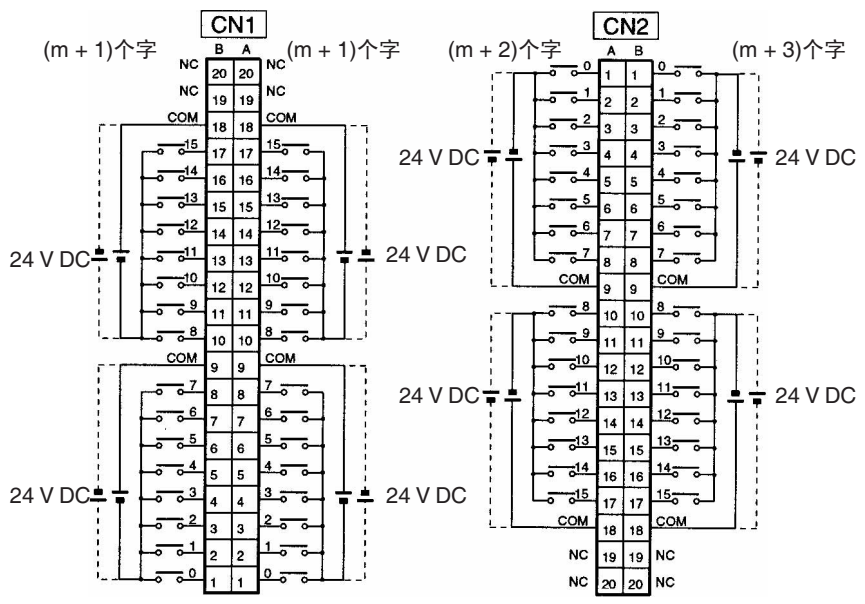 CN1
(m + 1)个字 B A (m + 1)个字
NC 20 20 NC
NC 19 19 NC
COM 18 18 COM
15 17 17 15
14 16 16 14
13 15 15 13
12 14 14 12
24 V DC 11 13 13 11 24 V DC
10 12 12 10
9 11 11 9
8 10 10 8
COM 9 9 COM
7 8 8 7
6 7 7 6
5 6 6 5
4 5 5 4
24 V DC 3 4 4 3 24 V DC
2 3 3 2
1 2 2 1
0 1 1 0
CN2
(m + 2)个字 A B (m + 3)个字
0 1 1 0
1 2 2 1
2 3 3 2
24 V DC 3 4 4 3 24 V DC
4 5 5 4
5 6 6 5
6 7 7 6
7 8 8 7
COM 9 9 COM
8 10 10 8
9 11 11 9
10 12 12 10
24 V DC 11 13 13 11 24 V DC
12 14 14 12
13 15 15 13
14 16 16 14
15 17 17 15
COM 18 18 COM
NC 19 19 NC
NC 20 20 NC